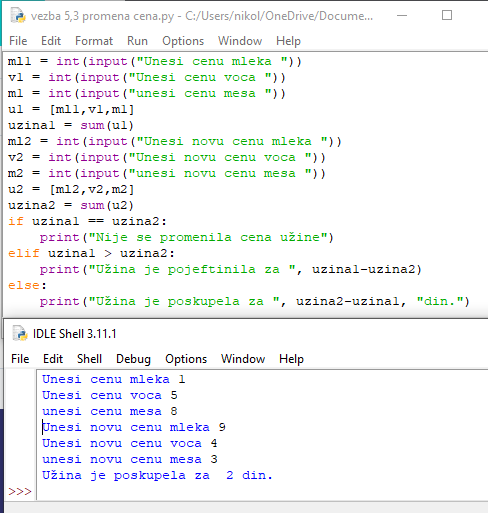 vezba 5,3 promena cena.py - C:/Users/nikol/OneDrive/Docume...
File Edit Format Run Options Window Help
ml1 = int(input("Unesi cenu mleka "))
v1 = int(input("Unesi cenu voca "))
m1 = int(input("unesi cenu mesa "))
u1 = [ml1,v1,m1]
uzina1 = sum(u1)
ml2 = int(input("Unesi novu cenu mleka "))
v2 = int(input("Unesi novu cenu voca "))
m2 = int(input("unesi novu cenu mesa "))
u2 = [ml2,v2,m2]
uzina2 = sum(u2)
if uzina1 == uzina2:
    print("Nije se promenila cena užine")
elif uzina1 > uzina2:
    print("Užina je pojeftinila za ", uzina1-uzina2)
else:
    print("Užina je poskupela za ", uzina2-uzina1, "din.")
IDLE Shell 3.11.1
File Edit Shell Debug Options Window Help
Unesi cenu mleka 1
Unesi cenu voca 5
unesi cenu mesa 8
Unesi novu cenu mleka 9
Unesi novu cenu voca 4
unesi novu cenu mesa 3
Užina je poskupela za  2 din.
>>>